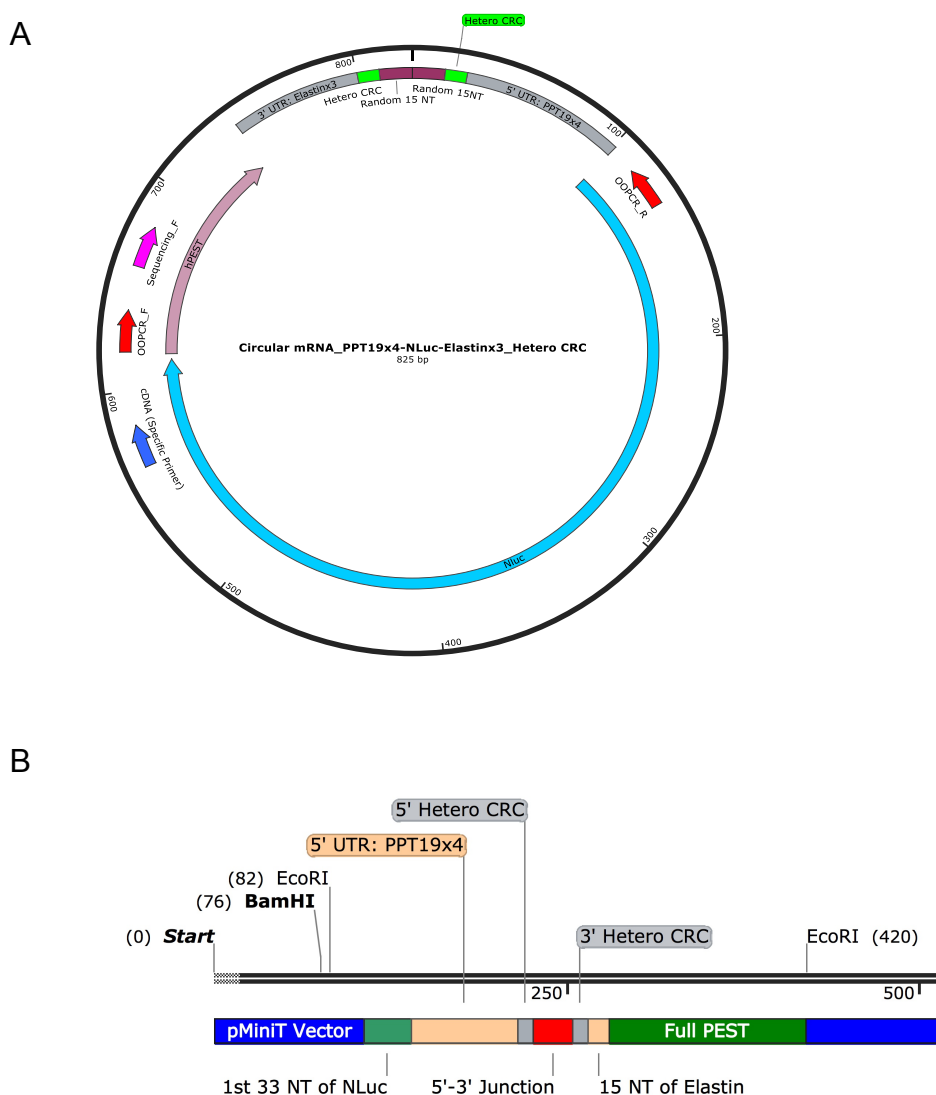 A
Hetero CRC
800
3' UTR: Elastinx3
Hetero CRC
Random 15 NT
Random 15NT
5' UTR: PPT19x4
100
OOPCR_R
700
Sequencing_F
hPEST
OOPCR_F
200
Circular mRNA_PPT19x4-NLuc-Elastinx3_Hetero CRC
825 bp
600
cDNA (Specific Primer)
300
Nluc
500
400
B
5' Hetero CRC
5' UTR: PPT19x4
(82) EcoRI
(76) BamHI
(0) Start
3' Hetero CRC
EcoRI (420)
250
500
pMiniT Vector
Full PEST
1st 33 NT of NLuc
5'-3' Junction
15 NT of Elastin